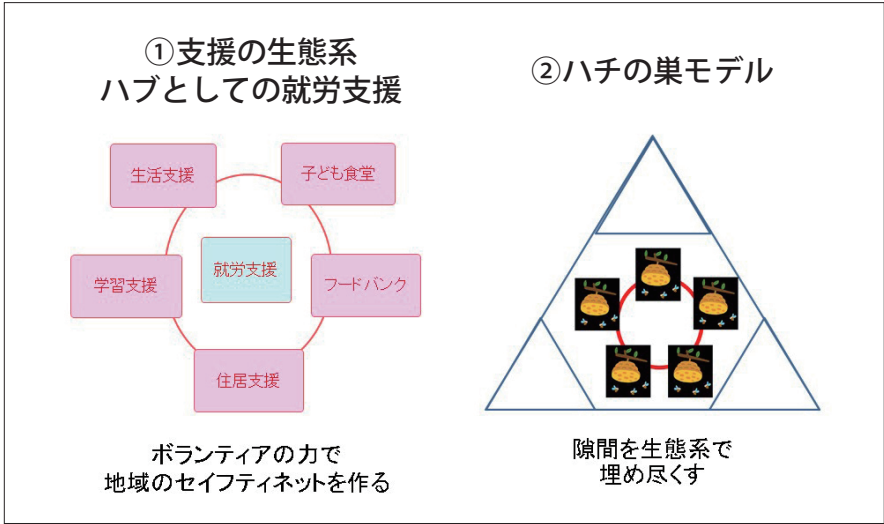 ①支援の生態系
ハブとしての就労支援
生活支援
子ども食堂
学習支援
就労支援
フードバンク
住居支援
ボランティアの力で
地域のセイフティネットを作る
②ハチの巣モデル
隙間を生態系で
埋め尽くす